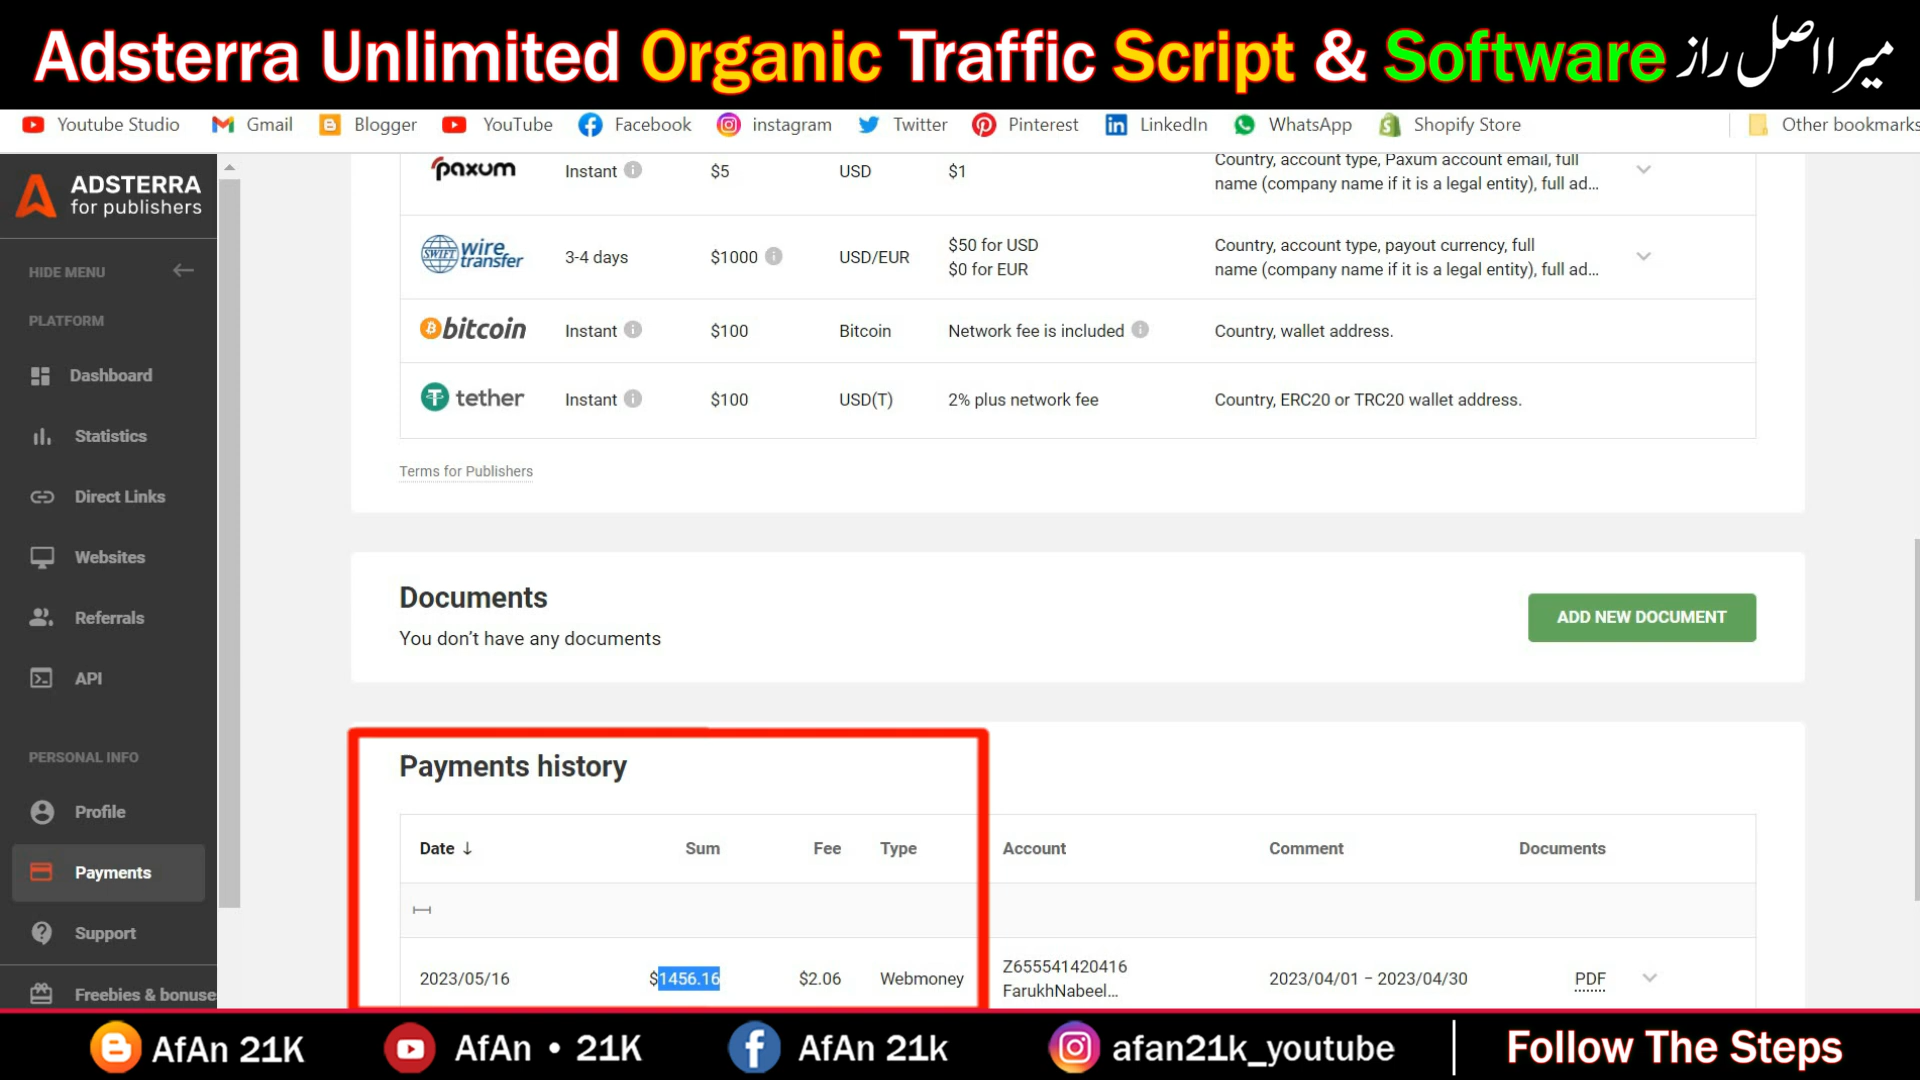 Adsterra Unlimited Organic Traffic Script & Software میرا اصل راز
Youtube Studio Gmail Blogger YouTube Facebook instagram Twitter Pinterest LinkedIn WhatsApp Shopify Store Other bookmarks
ADSTERRA
for publishers
HIDE MENU
PLATFORM
Dashboard
Statistics
Direct Links
Websites
Referrals
API
PERSONAL INFO
Profile
Payments
Support
Freebies & bonuse
paxum Instant $5 USD $1 Country, account type, Paxum account email, full
name (company name if it is a legal entity), full ad...
SWIFT wire transfer 3-4 days $1000 USD/EUR $50 for USD Country, account type, payout currency, full
$0 for EUR name (company name if it is a legal entity), full ad...
bitcoin Instant $100 Bitcoin Network fee is included Country, wallet address.
tether Instant $100 USD(T) 2% plus network fee Country, ERC20 or TRC20 wallet address.
Terms for Publishers
Documents
You don’t have any documents
ADD NEW DOCUMENT
Payments history
Date ↓ Sum Fee Type Account Comment Documents
2023/05/16 $1456.16 $2.06 Webmoney Z655541420416 2023/04/01 – 2023/04/30 PDF
FarukhNabeel...
AfAn 21K AfAn • 21K AfAn 21k afan21k_youtube Follow The Steps